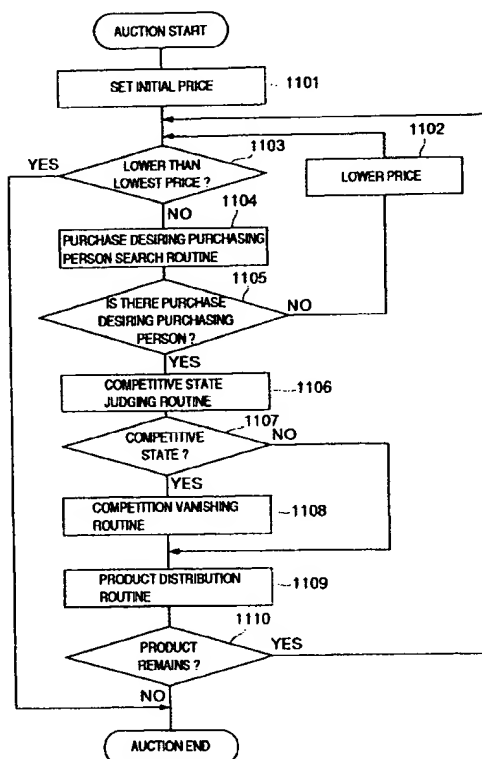 AUCTION START
SET INITIAL PRICE
1101
1102
LOWER PRICE
1103
YES
LOWER THAN
LOWEST PRICE ?
NO
1104
PURCHASE DESIRING PURCHASING
PERSON SEARCH ROUTINE
1105
IS THERE PURCHASE
DESIRING PURCHASING
PERSON ?
NO
YES
COMPETITIVE STATE
JUDGING ROUTINE
1106
1107
COMPETITIVE
STATE ?
NO
YES
COMPETITION VANISHING
ROUTINE
1108
PRODUCT DISTRIBUTION
ROUTINE
1109
1110
PRODUCT
REMAINS ?
YES
NO
AUCTION END